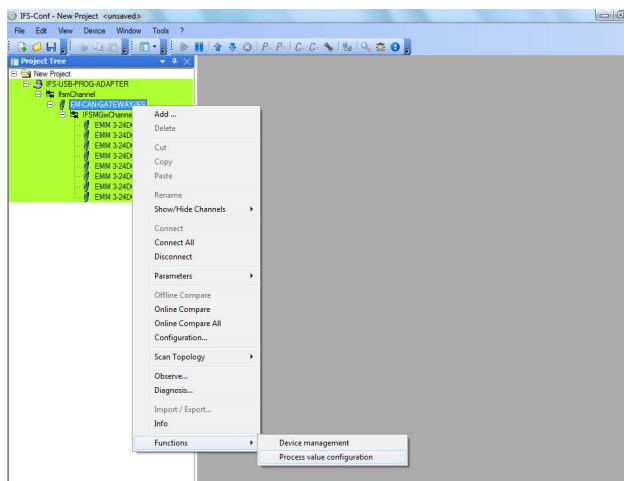 IFS-Conf - New Project <unsaved>
File Edit View Device Window Tools ?
Project Tree
New Project
IFS-USB-PROG-ADAPTER
IfsmChannel
EM-CAN-GATEWAY-IFS
IFSMGwChanne
EMM 3-24D
EMM 3-24D
EMM 3-24D
EMM 3-24D
EMM 3-24D
EMM 3-24D
EMM 3-24D
Add ...
Delete
Cut
Copy
Paste
Rename
Show/Hide Channels
Connect
Connect All
Disconnect
Parameters
Offline Compare
Online Compare
Online Compare All
Configuration...
Scan Topology
Observe...
Diagnosis...
Import / Export...
Info
Functions
Device management
Process value configuration